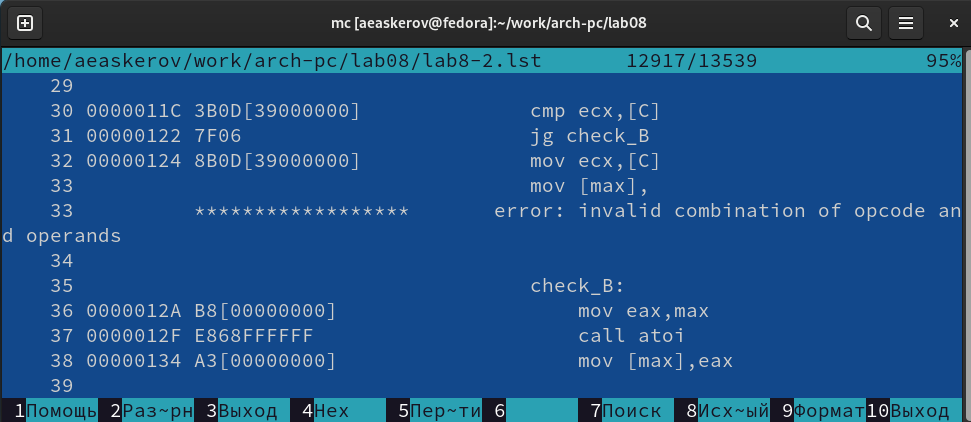 mc [aeaskerov@fedora]:~/work/arch-pc/lab08
/home/aeaskerov/work/arch-pc/lab08/lab8-2.lst 12917/13539 95%
29
30 0000011C 3B0D[39000000] cmp ecx,[C]
31 00000122 7F06 jg check_B
32 00000124 8B0D[39000000] mov ecx,[C]
33 mov [max],
33 ****************** error: invalid combination of opcode an
d operands
34
35 check_B:
36 0000012A B8[00000000] mov eax,max
37 0000012F E868FFFFFF call atoi
38 00000134 A3[00000000] mov [max],eax
39
1Помощь 2Раз~рн 3Выход 4Hex 5Пер~ти 6 7Поиск 8Исх~ый 9Формат 10Выход